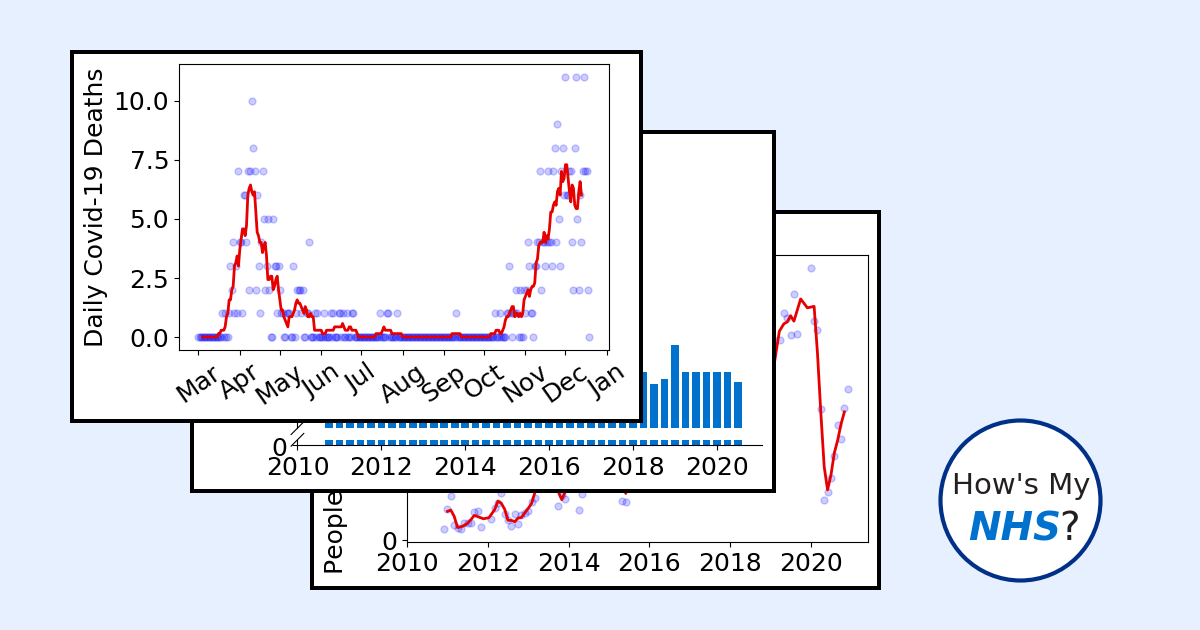 Daily Covid-19 Deaths
10.0
7.5
5.0
2.5
0.0
Mar Apr May Jun Jul Aug Sep Oct Nov Dec Jan
0
2010 2012 2014 2016 2018 2020
People
0
2010 2012 2014 2016 2018 2020
How's My
NHS?